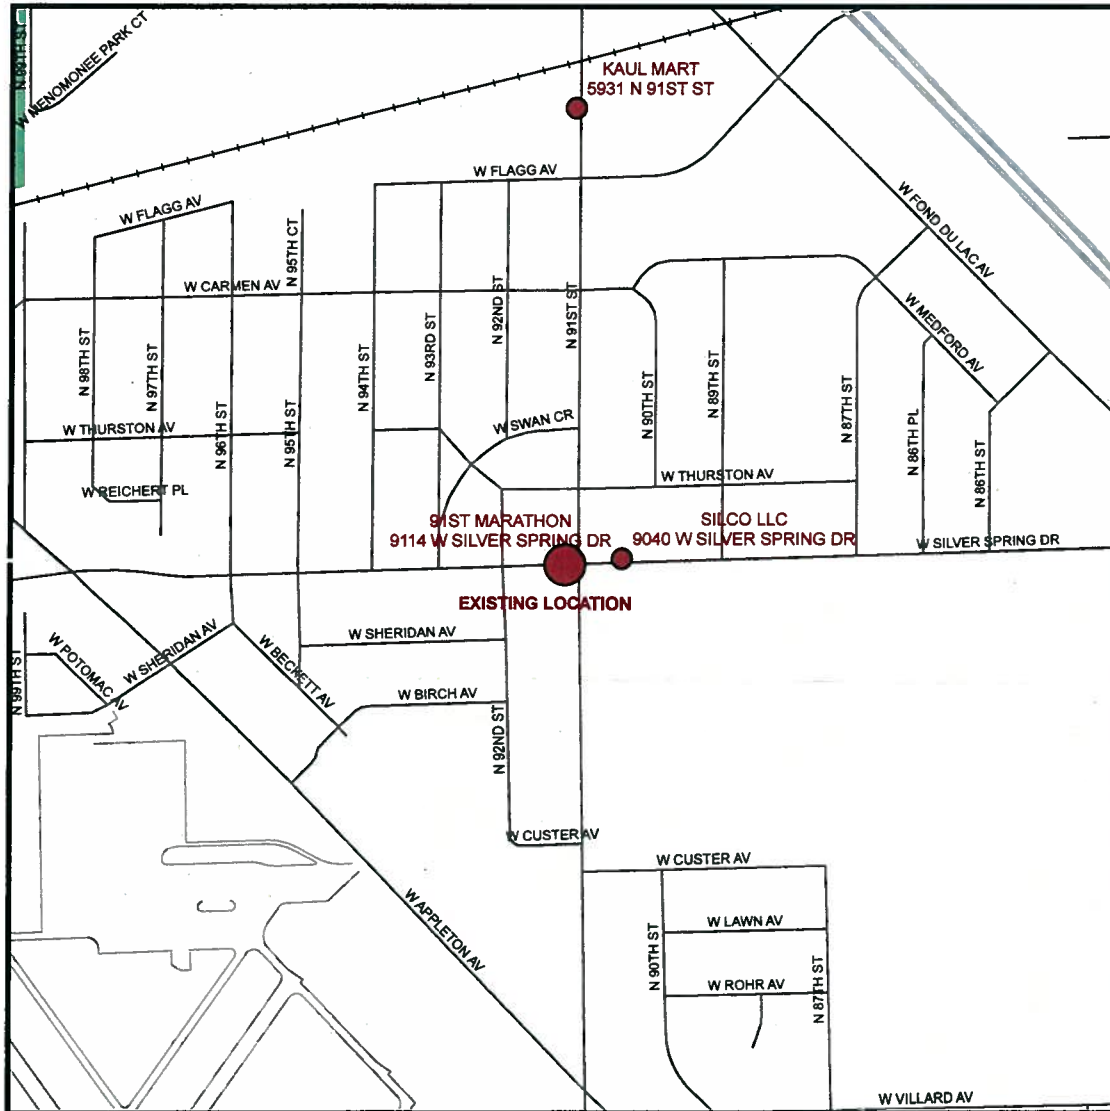 N 99TH ST
W MENOMONEE PARK CT
KAUL MART
5931 N 91ST ST
W FLAGG AV
W FLAGG AV
W FOND DU LAC AV
N 95TH CT
W CARMEN AV
N 92ND ST
N 91ST ST
W MEDFORD AV
N 98TH ST
N 97TH ST
N 94TH ST
N 93RD ST
N 90TH ST
N 89TH ST
N 87TH ST
N 86TH PL
N 86TH ST
W THURSTON AV
N 96TH ST
N 95TH ST
W SWAN CR
W THURSTON AV
W REICHERT PL
91ST MARATHON
9114 W SILVER SPRING DR
SILCO LLC
9040 W SILVER SPRING DR
W SILVER SPRING DR
EXISTING LOCATION
W SHERIDAN AV
W SHERIDAN AV
W POTOMAC AV
W BECKETT AV
N 99TH ST
W BIRCH AV
N 92ND ST
W CUSTER AV
W CUSTER AV
W APPLETON AV
W LAWN AV
N 90TH ST
W ROHR AV
N 87TH ST
W VILLARD AV